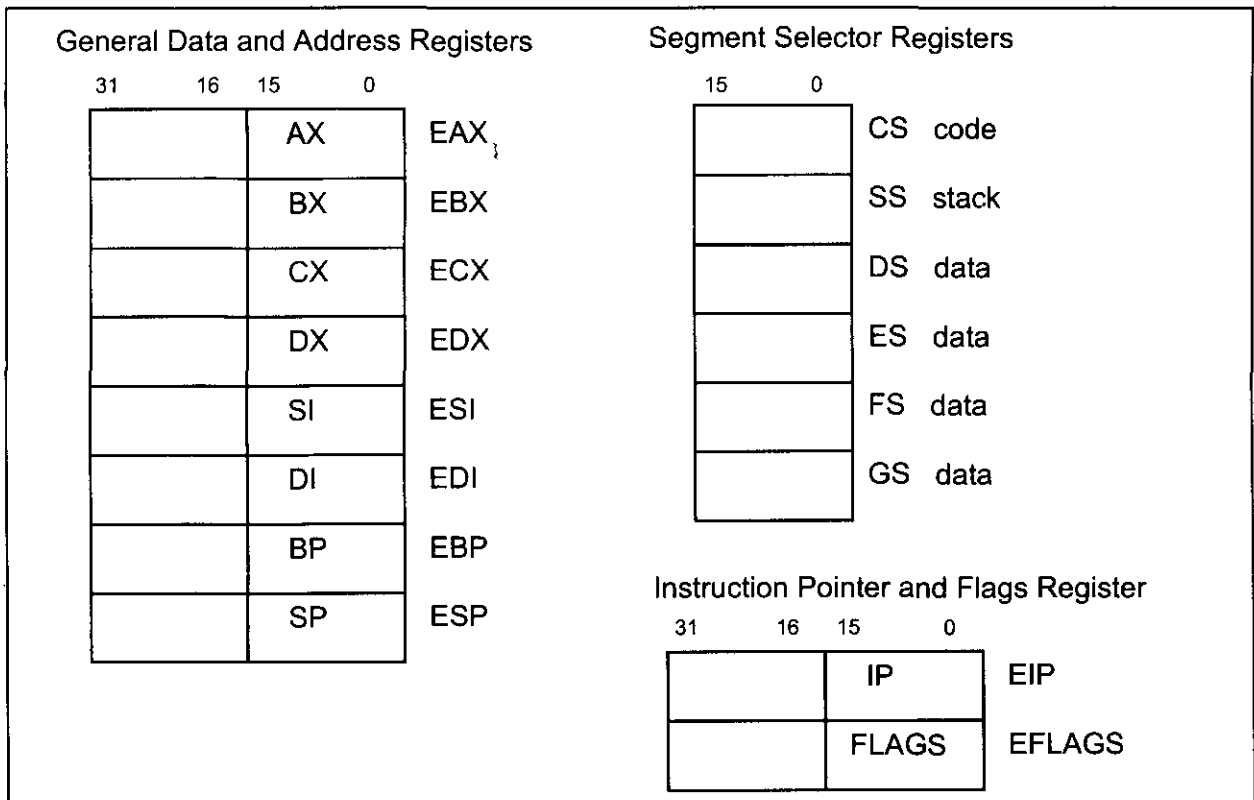 General Data and Address Registers
31 16 15 0
AX EAX
BX EBX
CX ECX
DX EDX
SI ESI
DI EDI
BP EBP
SP ESP
Segment Selector Registers
15 0
CS code
SS stack
DS data
ES data
FS data
GS data
Instruction Pointer and Flags Register
31 16 15 0
IP EIP
FLAGS EFLAGS